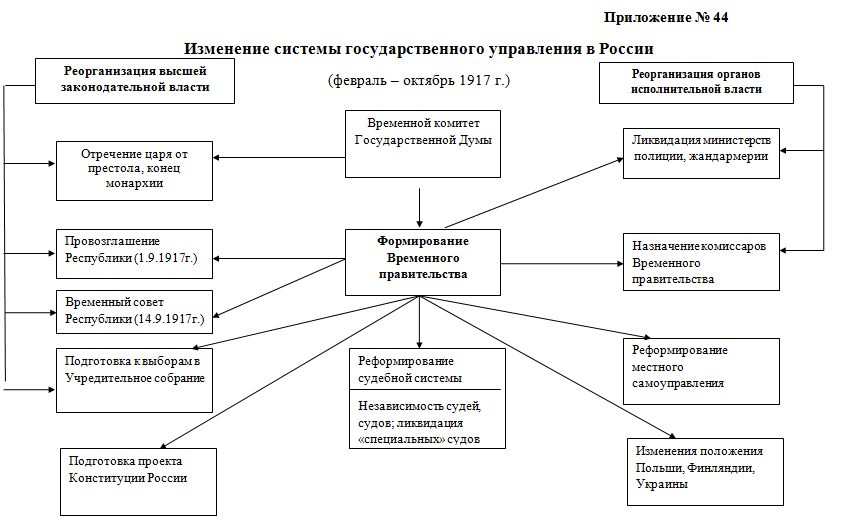 Приложение № 44
Изменение системы государственного управления в России
(февраль – октябрь 1917 г.)
Реорганизация высшей
законодательной власти
Реорганизация органов
исполнительной власти
Временной комитет
Государственной Думы
Отречение царя от
престола, конец
монархии
Ликвидация министерств
полиции, жандармерии
Провозглашение
Республики (1.9.1917г.)
Формирование
Временного
правительства
Назначение комиссаров
Временного
правительства
Временный совет
Республики (14.9.1917г.)
Подготовка к выборам в
Учредительное собрание
Реформирование
судебной системы
Независимость судей,
судов; ликвидация
«специальных» судов
Реформирование
местного
самоуправления
Подготовка проекта
Конституции России
Изменения положения
Польши, Финляндии,
Украины